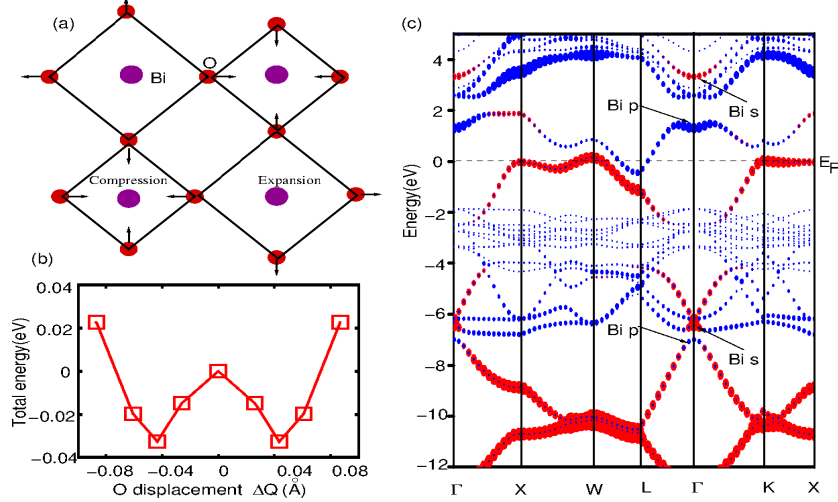 (a)
O
Bi
Compression
Expansion
(b)
Total energy(eV)
0.04
0.02
0
−0.02
−0.04
−0.08
−0.04
0
0.04
0.08
O displacement ΔQ (Å)
(c)
Energy(eV)
4
2
0
−2
−4
−6
−8
−10
−12
Bi p
Bi s
E_F
Bi p
Bi s
Γ X W L Γ K X